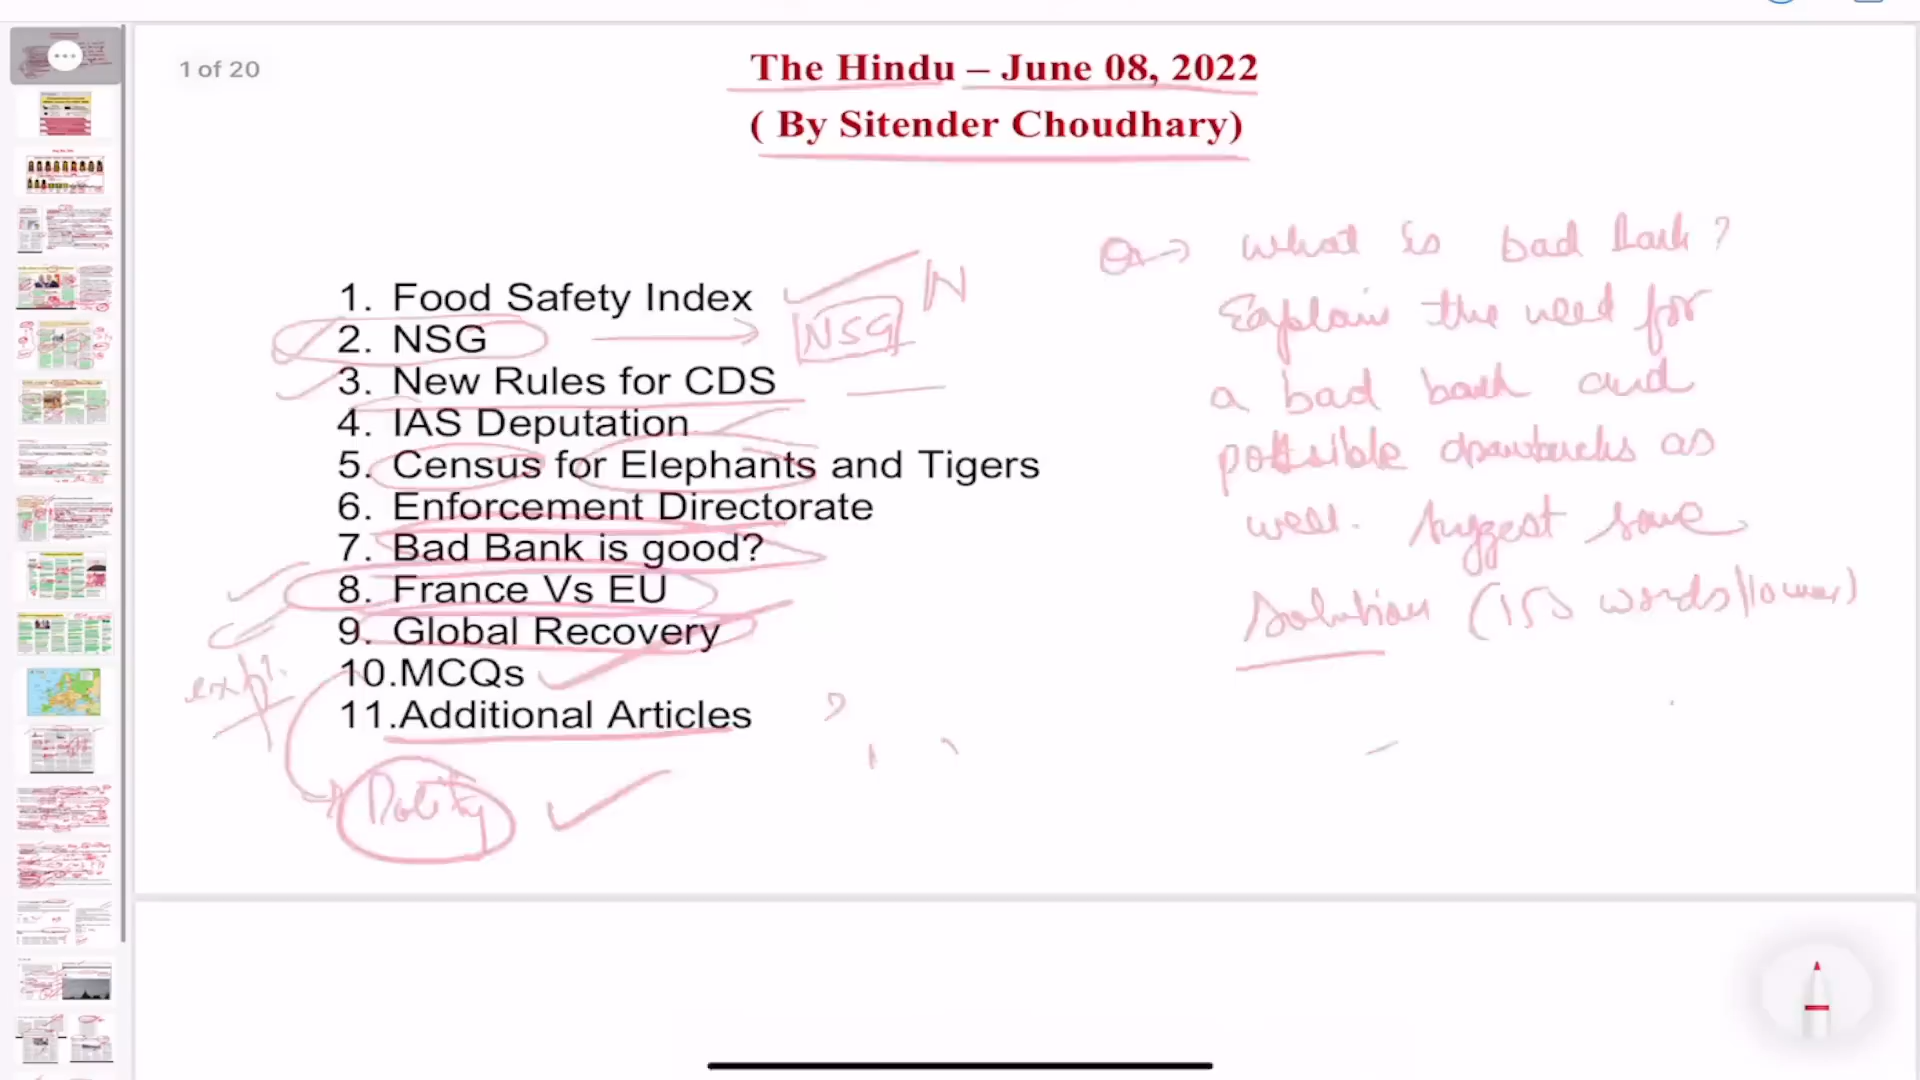 1 of 20
The Hindu – June 08, 2022
( By Sitender Choudhary)
1. Food Safety Index
N
2. NSG
NSG
3. New Rules for CDS
4. IAS Deputation
5. Census for Elephants and Tigers
6. Enforcement Directorate
7. Bad Bank is good?
8. France Vs EU
9. Global Recovery
10.MCQs
11.Additional Articles
Polity
Q→ What is bad bank?
Explain the need for
a bad bank and
possible drawbacks as
well. Suggest some
Solution (150 words/